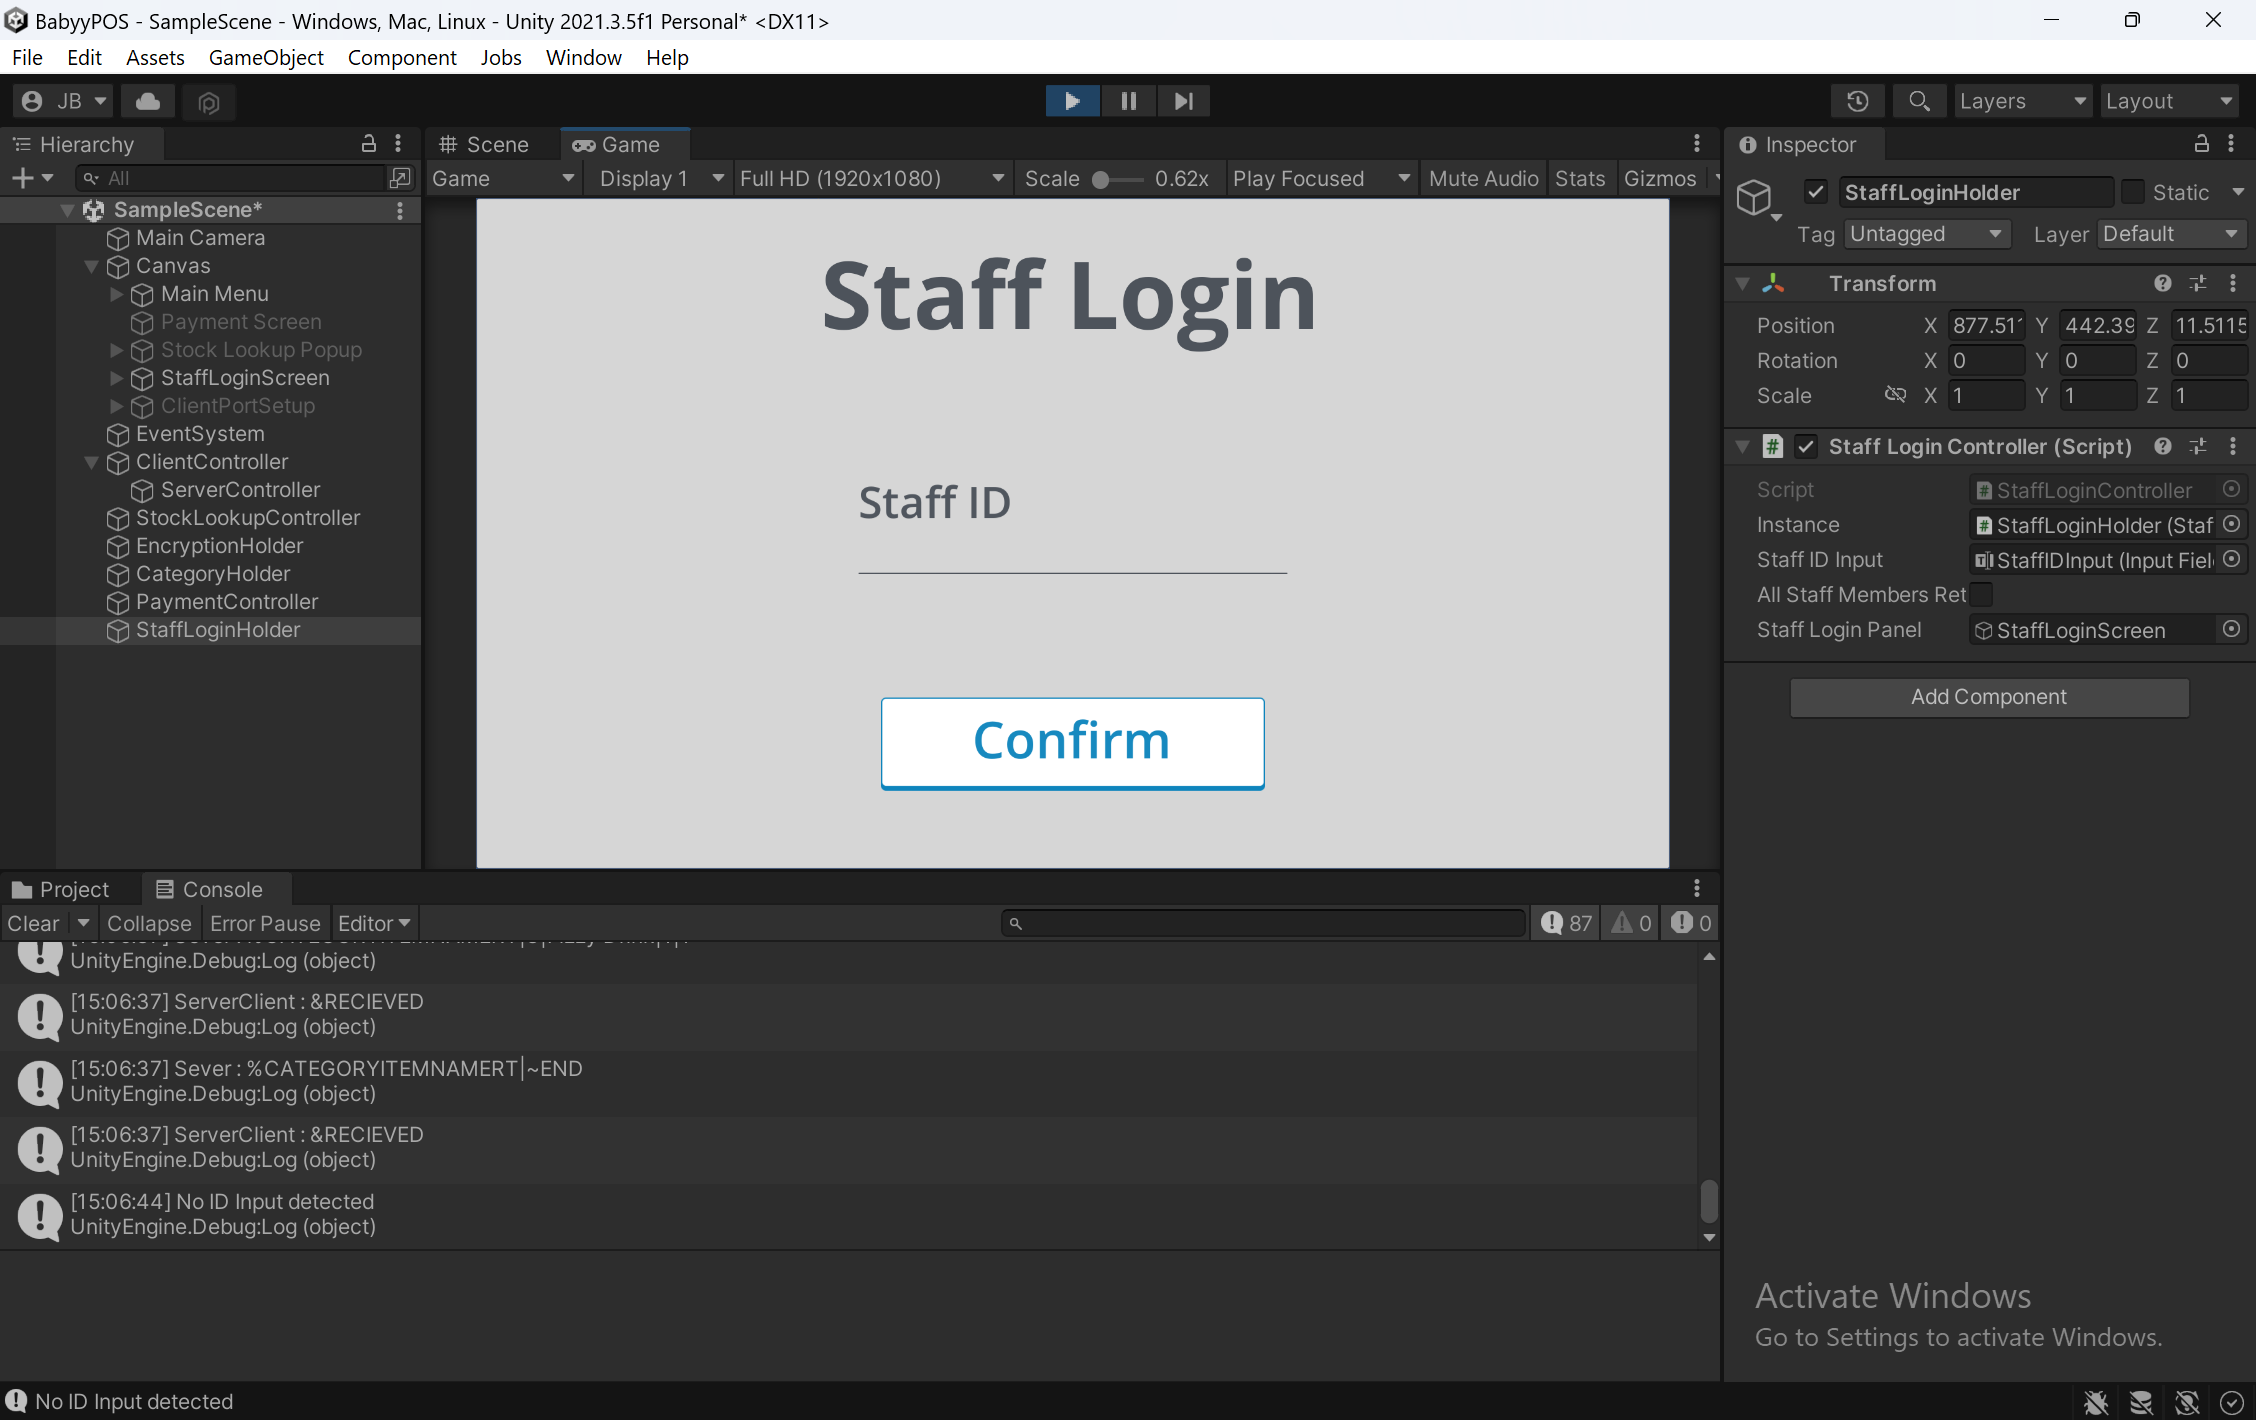 BabyyPOS - SampleScene - Windows, Mac, Linux - Unity 2021.3.5f1 Personal* <DX11>
File Edit Assets GameObject Component Jobs Window Help
JB
Layers Layout
Hierarchy
All
SampleScene*
Main Camera
Canvas
Main Menu
Payment Screen
Stock Lookup Popup
StaffLoginScreen
ClientPortSetup
EventSystem
ClientController
ServerController
StockLookupController
EncryptionHolder
CategoryHolder
PaymentController
StaffLoginHolder
Scene Game
Game Display 1 Full HD (1920x1080) Scale 0.62x Play Focused Mute Audio Stats Gizmos
Staff Login
Staff ID
Confirm
Inspector
StaffLoginHolder Static
Tag Untagged Layer Default
Transform
Position X 877.51 Y 442.39 Z 11.5115
Rotation X 0 Y 0 Z 0
Scale X 1 Y 1 Z 1
# Staff Login Controller (Script)
Script # StaffLoginController
Instance # StaffLoginHolder (Staf
Staff ID Input StaffIDInput (Input Fiel
All Staff Members Ret
Staff Login Panel StaffLoginScreen
Add Component
Project Console
Clear Collapse Error Pause Editor 87 0 0
UnityEngine.Debug:Log (object)
[15:06:37] ServerClient : &RECIEVED
UnityEngine.Debug:Log (object)
[15:06:37] Sever : %CATEGORYITEMNAMERT|~END
UnityEngine.Debug:Log (object)
[15:06:37] ServerClient : &RECIEVED
UnityEngine.Debug:Log (object)
[15:06:44] No ID Input detected
UnityEngine.Debug:Log (object)
Activate Windows
Go to Settings to activate Windows.
No ID Input detected